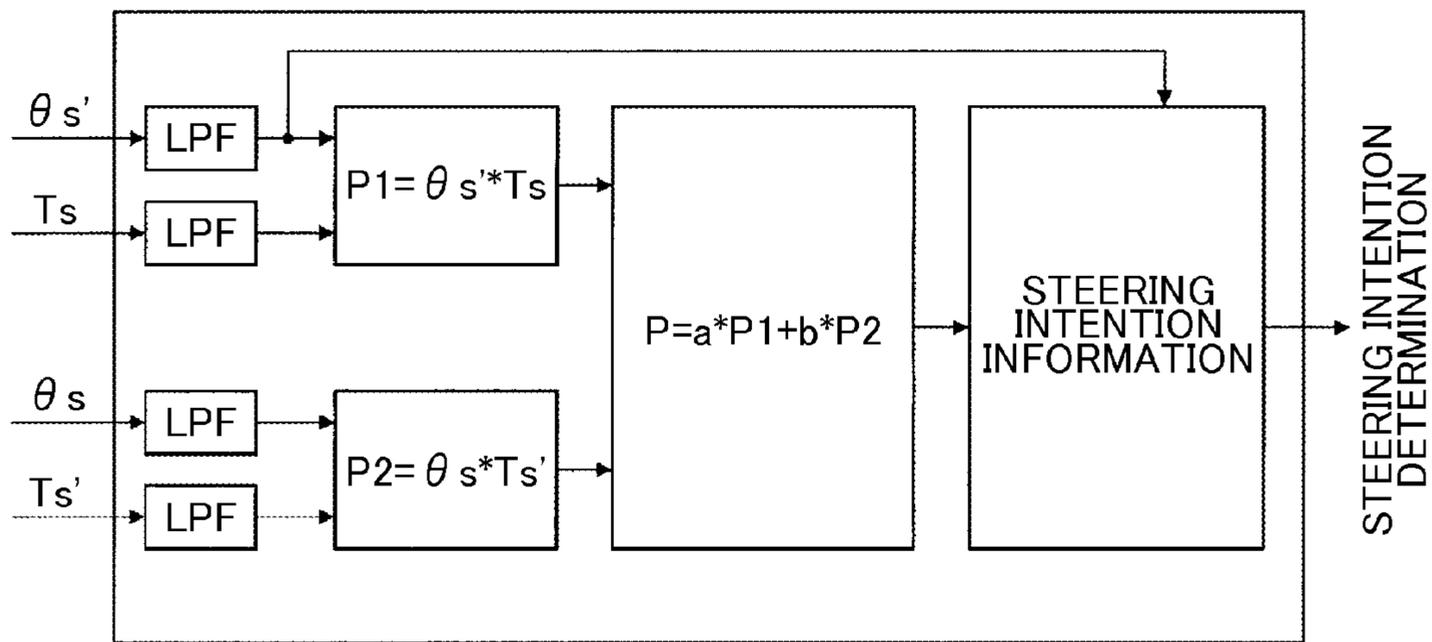 θ s'
LPF
Ts
LPF
P1= θ s'*Ts
θ s
LPF
Ts'
LPF
P2= θ s*Ts'
P=a*P1+b*P2
STEERING
INTENTION
INFORMATION
STEERING INTENTION
DETERMINATION